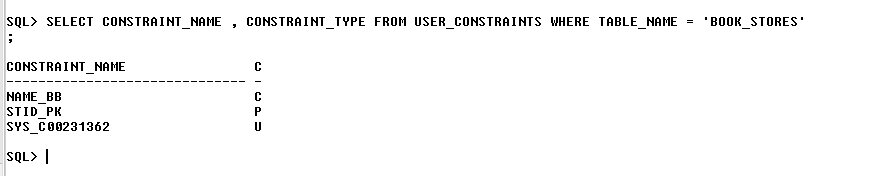 SQL> SELECT CONSTRAINT_NAME , CONSTRAINT_TYPE FROM USER_CONSTRAINTS WHERE TABLE_NAME = 'BOOK_STORES'
;
CONSTRAINT_NAME                C
------------------------------ -
NAME_BB                        C
STID_PK                        P
SYS_C00231362                  U
SQL>